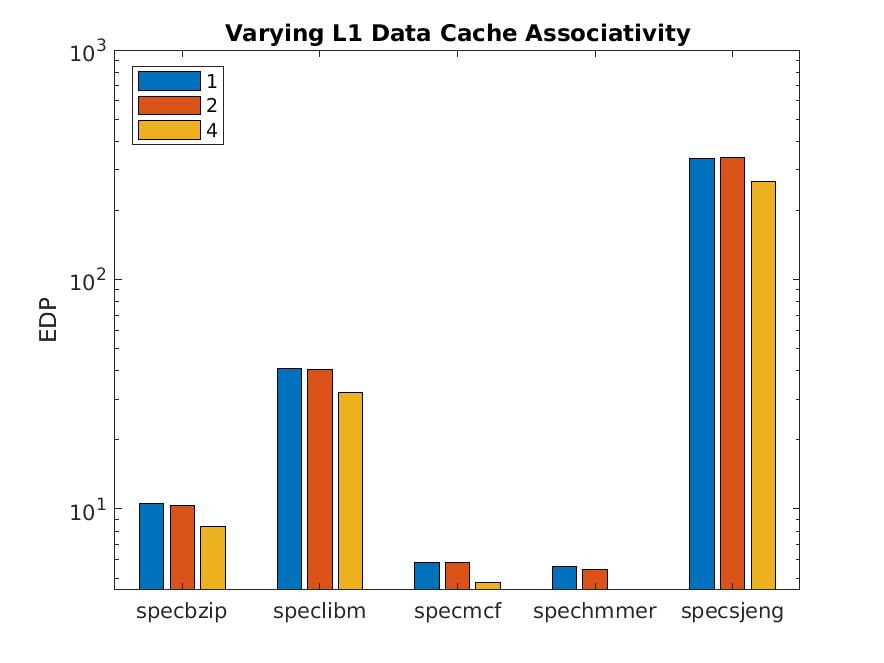 Varying L1 Data Cache Associativity
10³
1
2
4
10²
EDP
10¹
specbzip speclibm specmcf spechmmer specsjeng